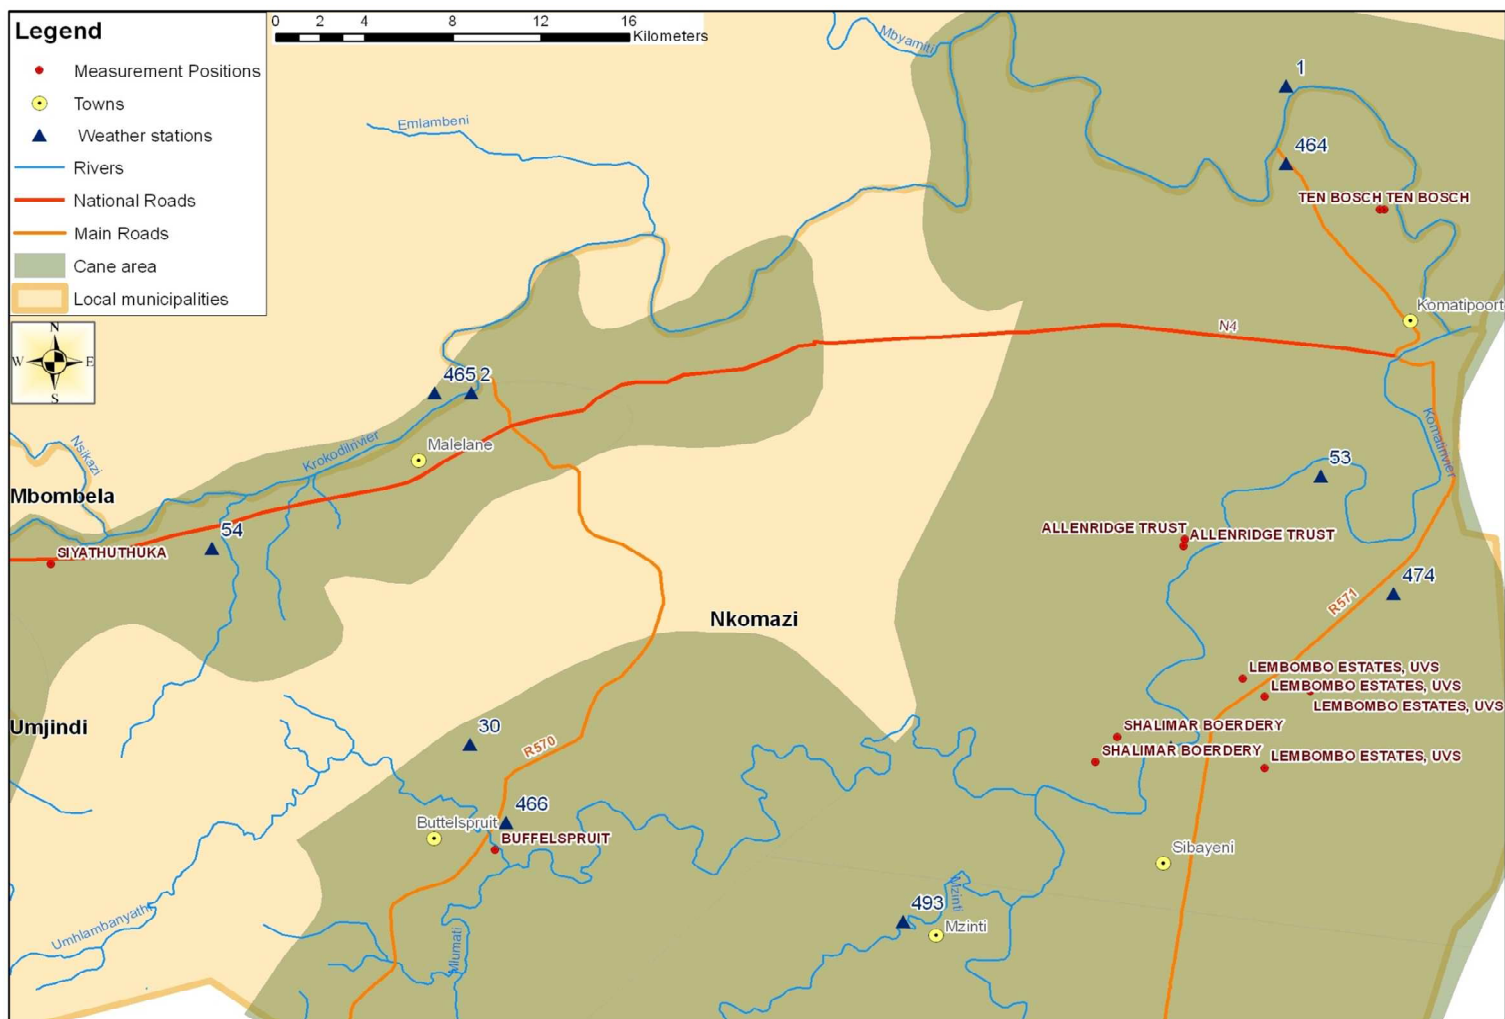 Legend
Measurement Positions
Towns
Weather stations
Rivers
National Roads
Main Roads
Cane area
Local municipalities
N
W E
S
0 2 4 8 12 16
Kilometers
Mbyamiti
1
Emlambeni
464
TEN BOSCH TEN BOSCH
Komatipoort
N4
465 2
Krokodilrivier
Malelane
Nsikazi
Komatirivier
53
Mbombela
54
SIYATHUTHUKA
ALLENRIDGE TRUST
ALLENRIDGE TRUST
474
R571
Nkomazi
LEMBOMBO ESTATES, UVS
LEMBOMBO ESTATES, UVS
LEMBOMBO ESTATES, UVS
Umjindi
30
R570
SHALIMAR BOERDERY
SHALIMAR BOERDERY
LEMBOMBO ESTATES, UVS
466
Buffelspruit
BUFFELSPRUIT
Sibayeni
Mzinti
493
Mzinti
Umhlambanyathi
Mlumati